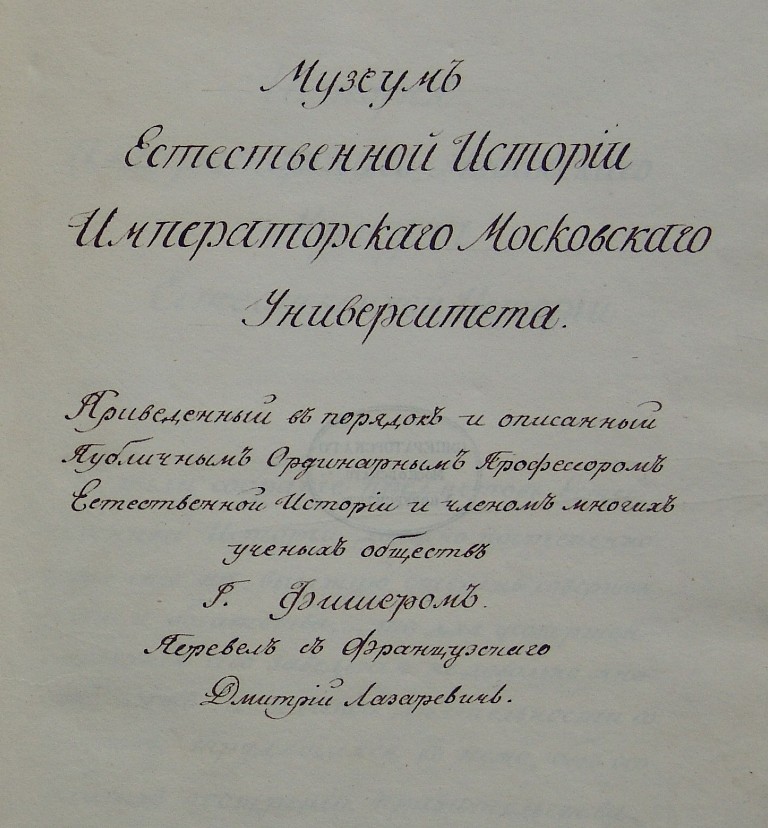 Музеумъ
Естественной Исторіи
Императорскаго Московскаго
Университета.
Приведенный въ порядокъ и описанный
Публичнымъ Ординарнымъ Профессоромъ
Естественной Исторіи и членомъ многихъ
ученыхъ обществъ
Г. Фишеромъ.
Перевелъ съ Французскаго
Дмитрій Лазаревичь.